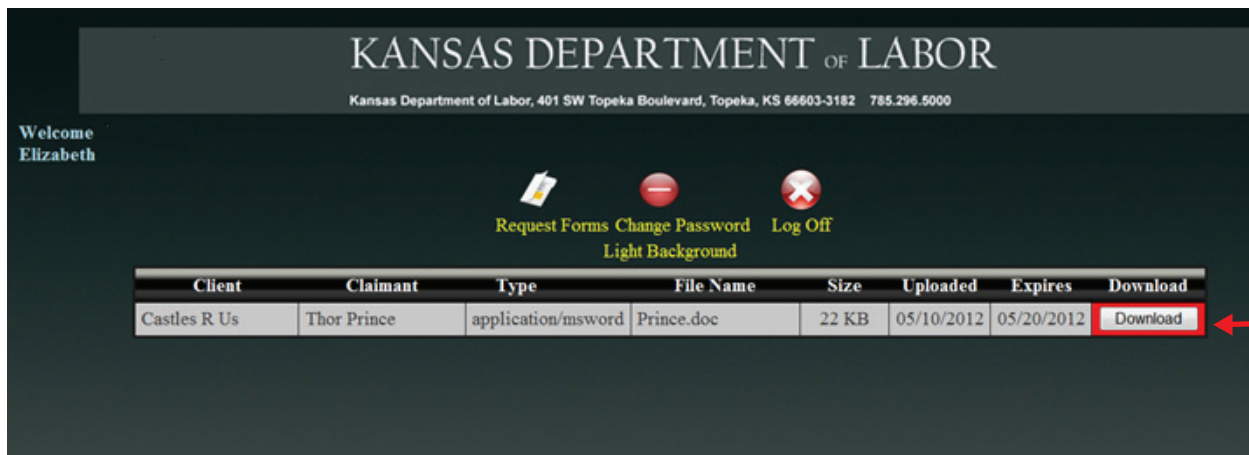 KANSAS DEPARTMENT OF LABOR
Kansas Department of Labor, 401 SW Topeka Boulevard, Topeka, KS 66603-3182 785.296.5000
Welcome
Elizabeth
Request Forms Change Password Log Off
Light Background
Client Claimant Type File Name Size Uploaded Expires Download
Castles R Us Thor Prince application/msword Prince.doc 22 KB 05/10/2012 05/20/2012 Download